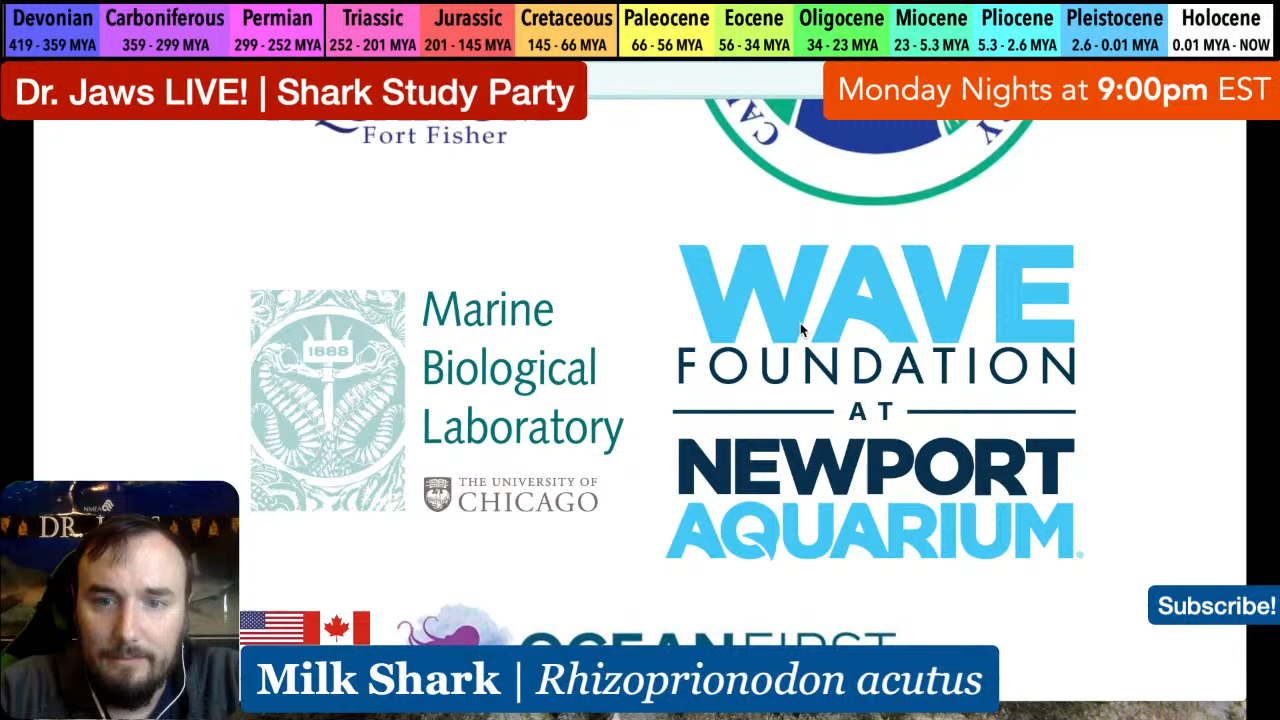 Devonian Carboniferous Permian Triassic Jurassic Cretaceous Paleocene Eocene Oligocene Miocene Pliocene Pleistocene Holocene
419 - 359 MYA 359 - 299 MYA 299 - 252 MYA 252 - 201 MYA 201 - 145 MYA 145 - 66 MYA 66 - 56 MYA 56 - 34 MYA 34 - 23 MYA 23 - 5.3 MYA 5.3 - 2.6 MYA 2.6 - 0.01 MYA 0.01 MYA - NOW
Dr. Jaws LIVE! | Shark Study Party
Monday Nights at 9:00pm EST
Fort Fisher
1888
Marine
Biological
Laboratory
THE UNIVERSITY OF
CHICAGO
WAVE
FOUNDATION
AT
NEWPORT
AQUARIUM®
NMEA
DR.
Subscribe!
OCEANFIRST
Milk Shark | Rhizoprionodon acutus